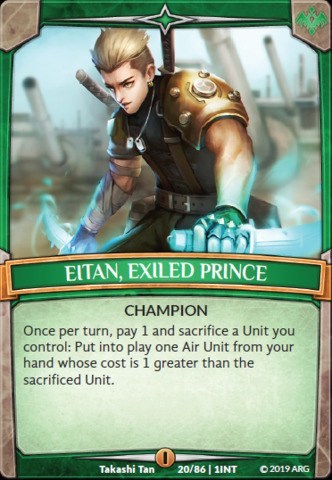 EITAN, EXILED PRINCE
CHAMPION
Once per turn, pay 1 and sacrifice a Unit you
control: Put into play one Air Unit from your
hand whose cost is 1 greater than the
sacrificed Unit.
I
Takashi Tan 20/86 | 1INT © 2019 ARG